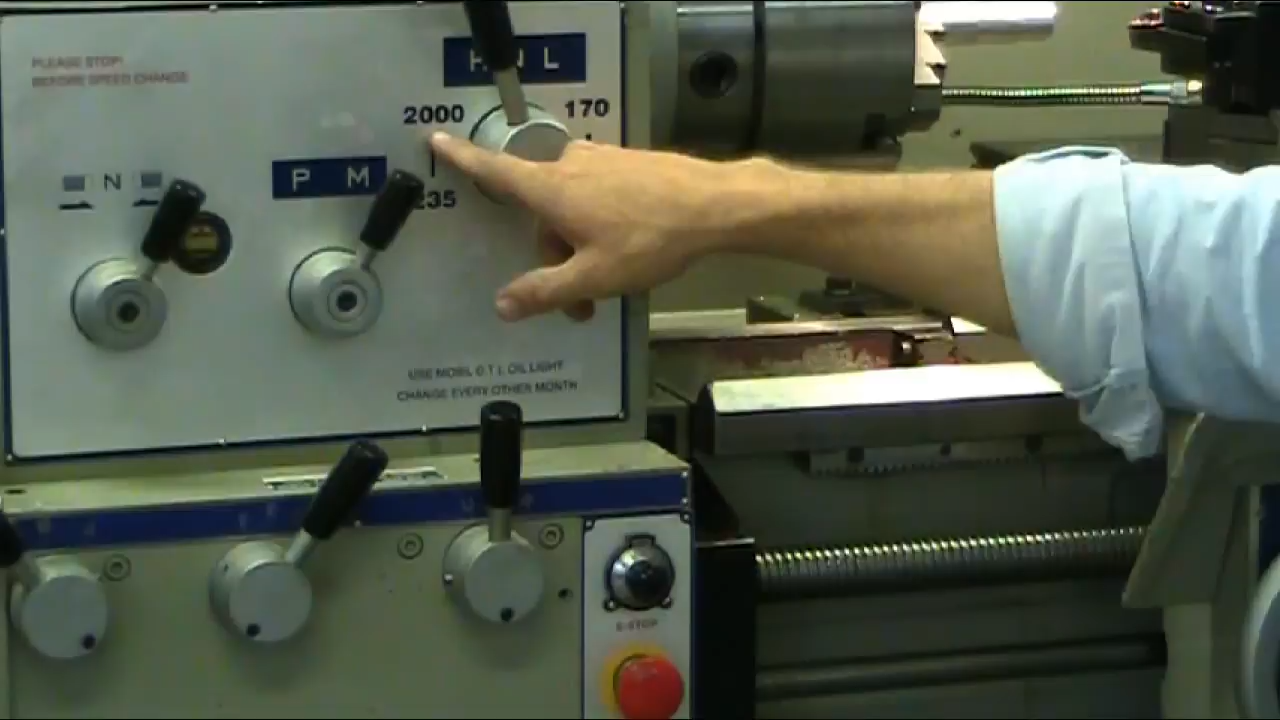 PLEASE STOP!
BEFORE SPEED CHANGE
H N L
2000
170
N
P M
235
USE MOBIL D.T.E. OIL LIGHT
CHANGE EVERY OTHER MONTH
E-STOP